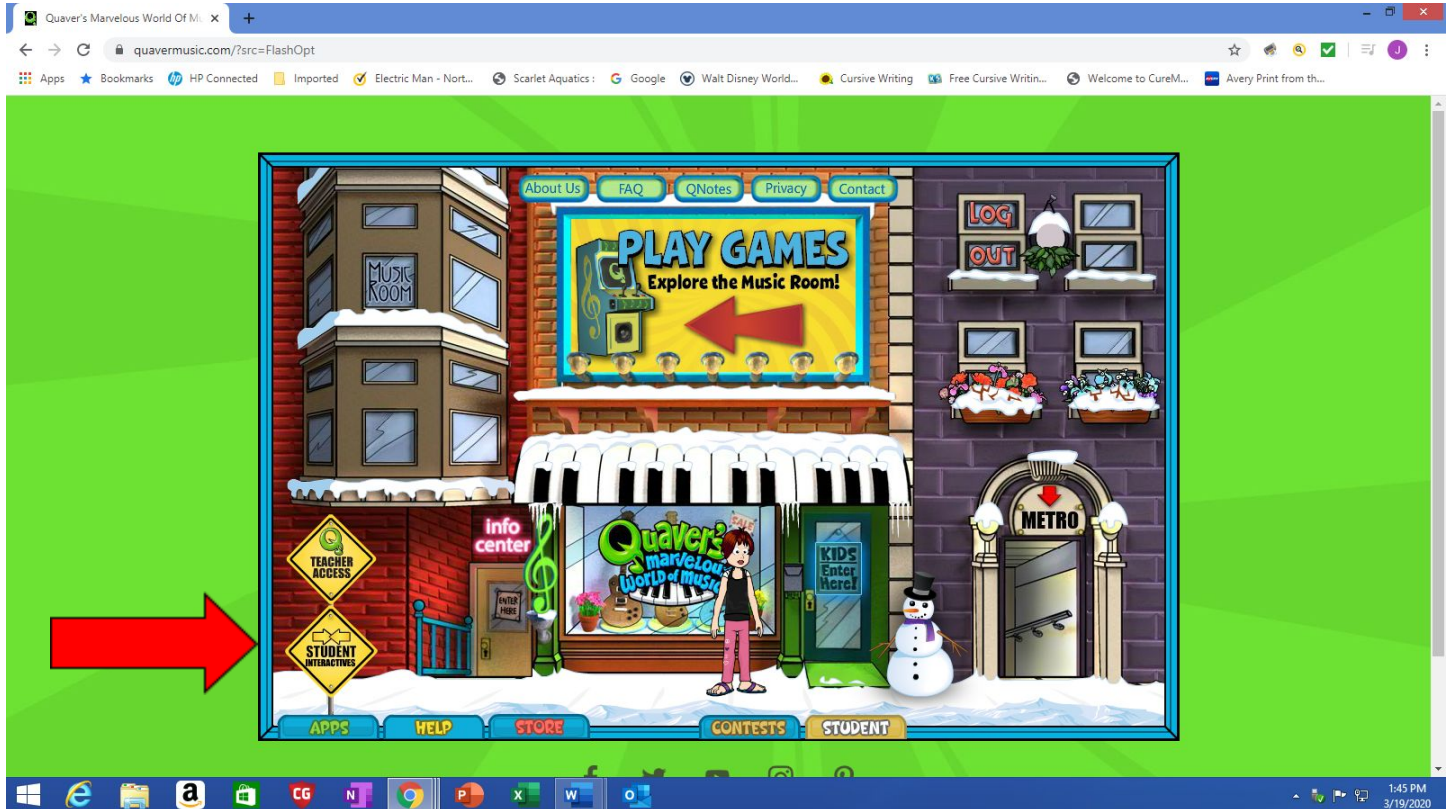 Quaver's Marvelous World Of M
quavermusic.com/?src=FlashOpt
J
Apps Bookmarks HP Connected Imported Electric Man - Nort... Scarlet Aquatics : Google Walt Disney World... Cursive Writing Free Cursive Writin... Welcome to CureM... Avery Print from th...
About Us FAQ QNotes Privacy Contact
PLAY GAMES
Explore the Music Room!
MUSIC
ROOM
LOG
OUT
info
center
ENTER
HERE
TEACHER
ACCESS
STUDENT
INTERACTIVES
SALE
Quaver's
marvelous
WORLD of MUSIC
KIDS
Enter
Here!
METRO
APPS HELP STORE CONTESTS STUDENT
1:45 PM
3/19/2020